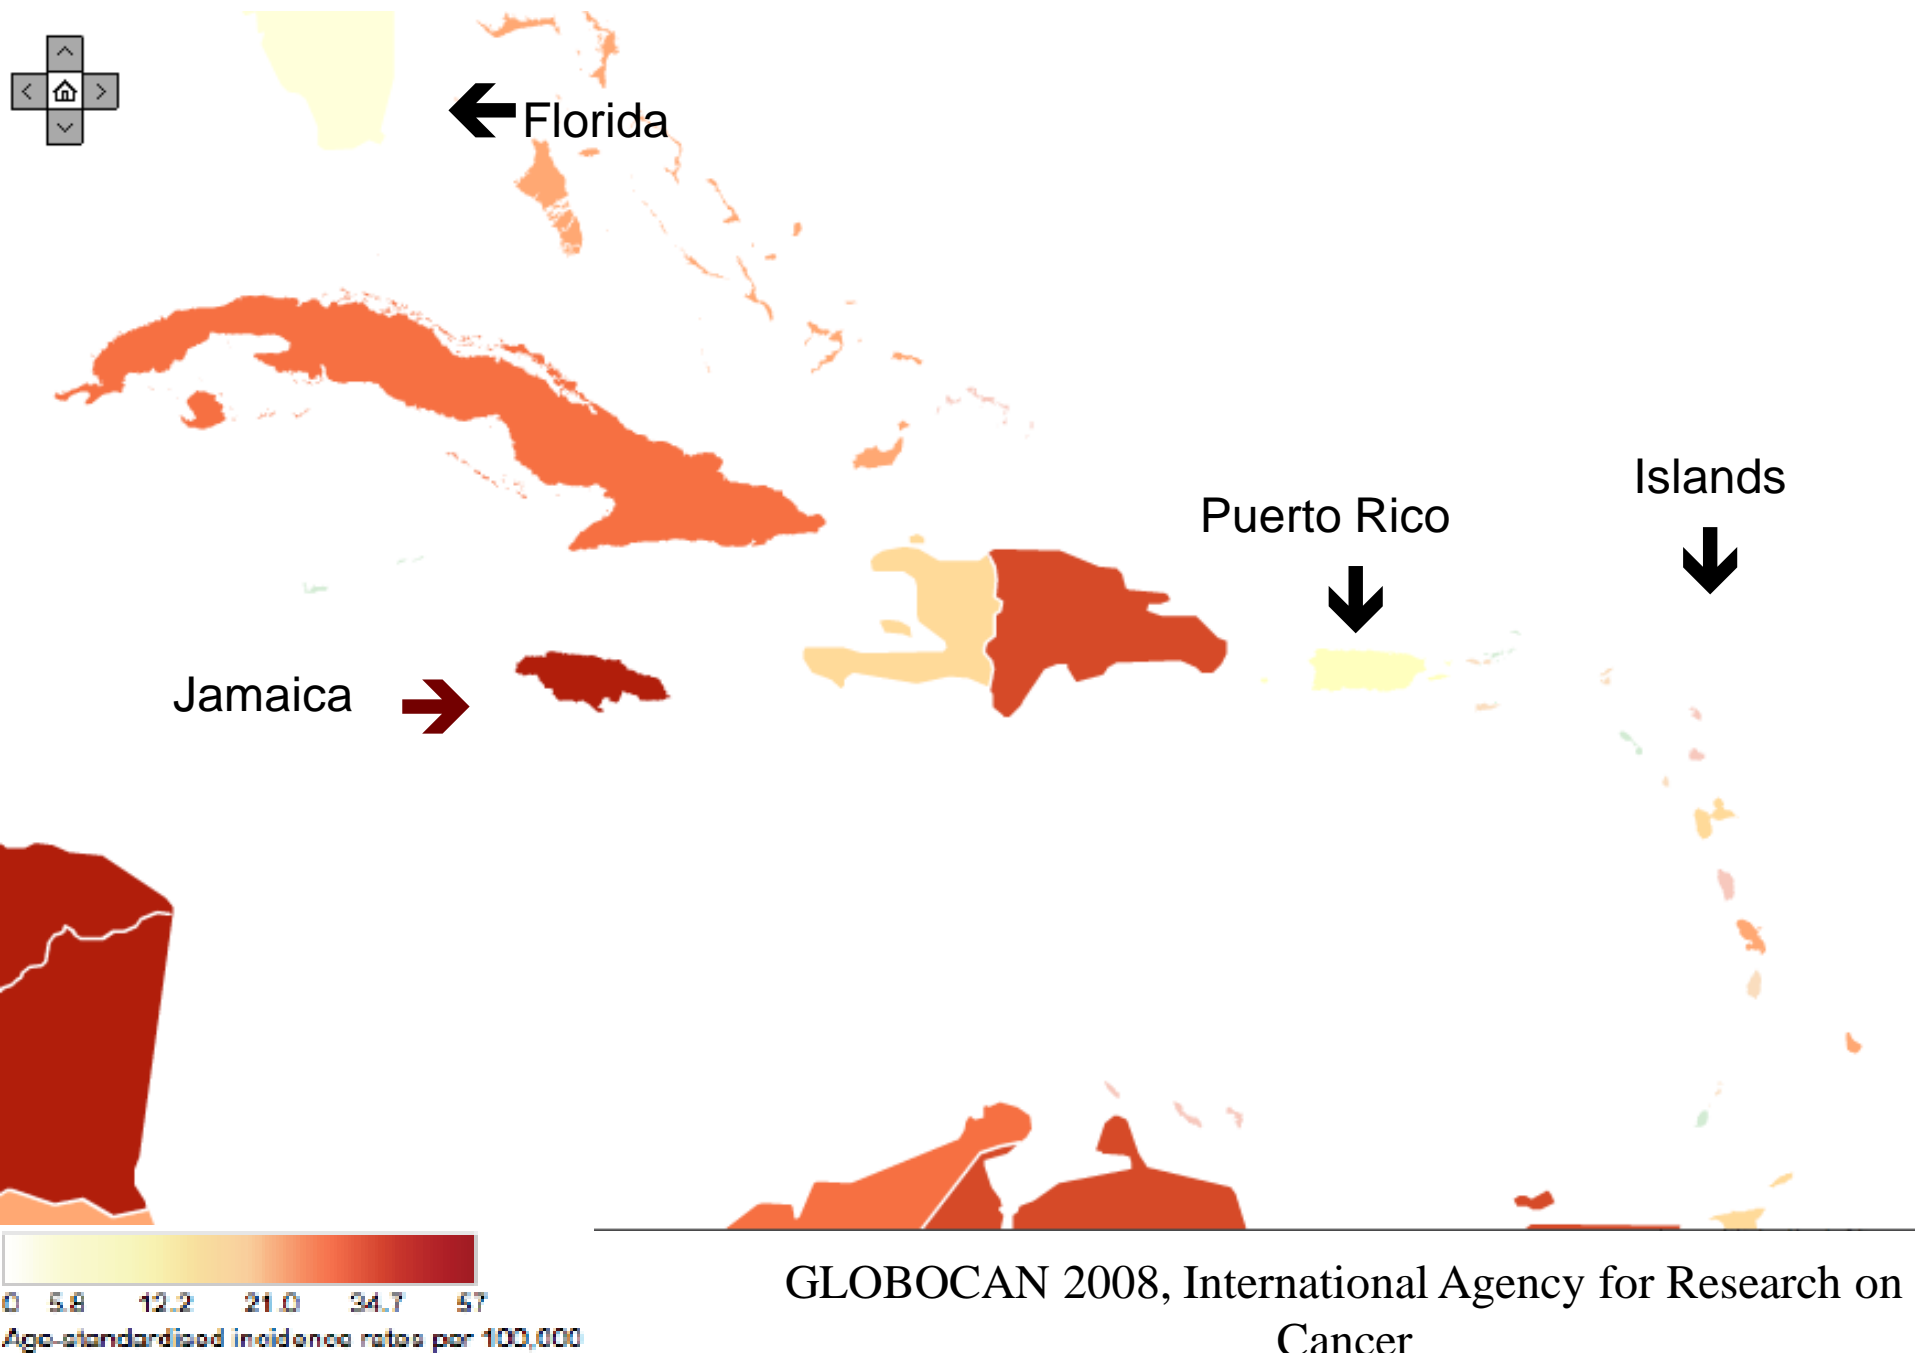 Florida
Islands
Puerto Rico
Jamaica
0 5.8 12.2 21.0 34.7 57
Age-standardised incidence rates per 100,000
GLOBOCAN 2008, International Agency for Research on
Cancer